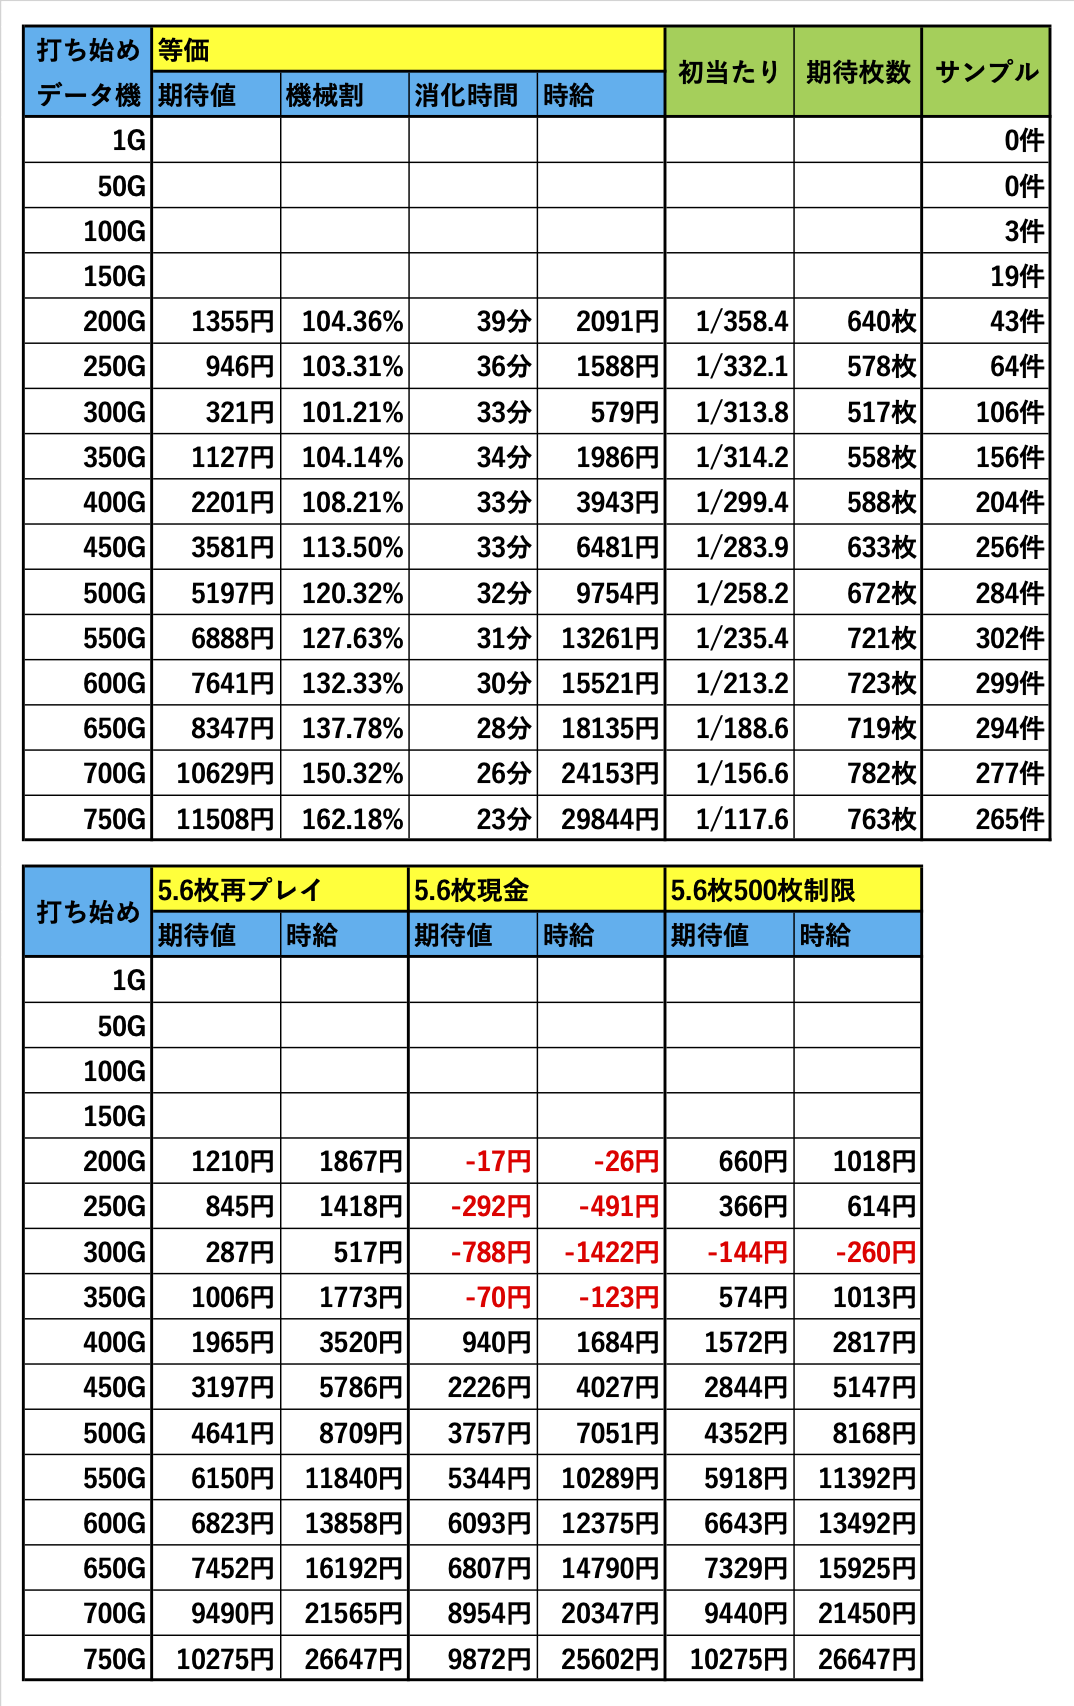 打ち始め 等価 初当たり 期待枚数 サンプル
データ機 期待値 機械割 消化時間 時給
1G 0件
50G 0件
100G 3件
150G 19件
200G 1355円 104.36% 39分 2091円 1/358.4 640枚 43件
250G 946円 103.31% 36分 1588円 1/332.1 578枚 64件
300G 321円 101.21% 33分 579円 1/313.8 517枚 106件
350G 1127円 104.14% 34分 1986円 1/314.2 558枚 156件
400G 2201円 108.21% 33分 3943円 1/299.4 588枚 204件
450G 3581円 113.50% 33分 6481円 1/283.9 633枚 256件
500G 5197円 120.32% 32分 9754円 1/258.2 672枚 284件
550G 6888円 127.63% 31分 13261円 1/235.4 721枚 302件
600G 7641円 132.33% 30分 15521円 1/213.2 723枚 299件
650G 8347円 137.78% 28分 18135円 1/188.6 719枚 294件
700G 10629円 150.32% 26分 24153円 1/156.6 782枚 277件
750G 11508円 162.18% 23分 29844円 1/117.6 763枚 265件
打ち始め 5.6枚再プレイ 5.6枚現金 5.6枚500枚制限
期待値 時給 期待値 時給 期待値 時給
1G
50G
100G
150G
200G 1210円 1867円 -17円 -26円 660円 1018円
250G 845円 1418円 -292円 -491円 366円 614円
300G 287円 517円 -788円 -1422円 -144円 -260円
350G 1006円 1773円 -70円 -123円 574円 1013円
400G 1965円 3520円 940円 1684円 1572円 2817円
450G 3197円 5786円 2226円 4027円 2844円 5147円
500G 4641円 8709円 3757円 7051円 4352円 8168円
550G 6150円 11840円 5344円 10289円 5918円 11392円
600G 6823円 13858円 6093円 12375円 6643円 13492円
650G 7452円 16192円 6807円 14790円 7329円 15925円
700G 9490円 21565円 8954円 20347円 9440円 21450円
750G 10275円 26647円 9872円 25602円 10275円 26647円